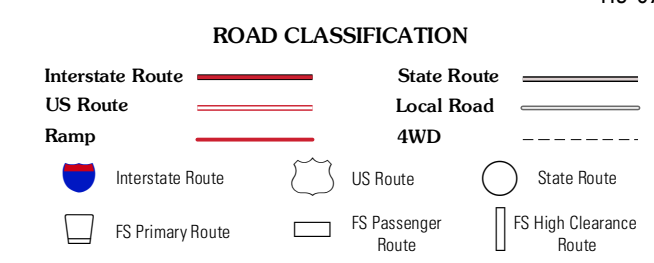 ROAD CLASSIFICATION
Interstate Route
State Route
US Route
Local Road
Ramp
4WD
Interstate Route
US Route
State Route
FS Primary Route
FS Passenger
Route
FS High Clearance
Route